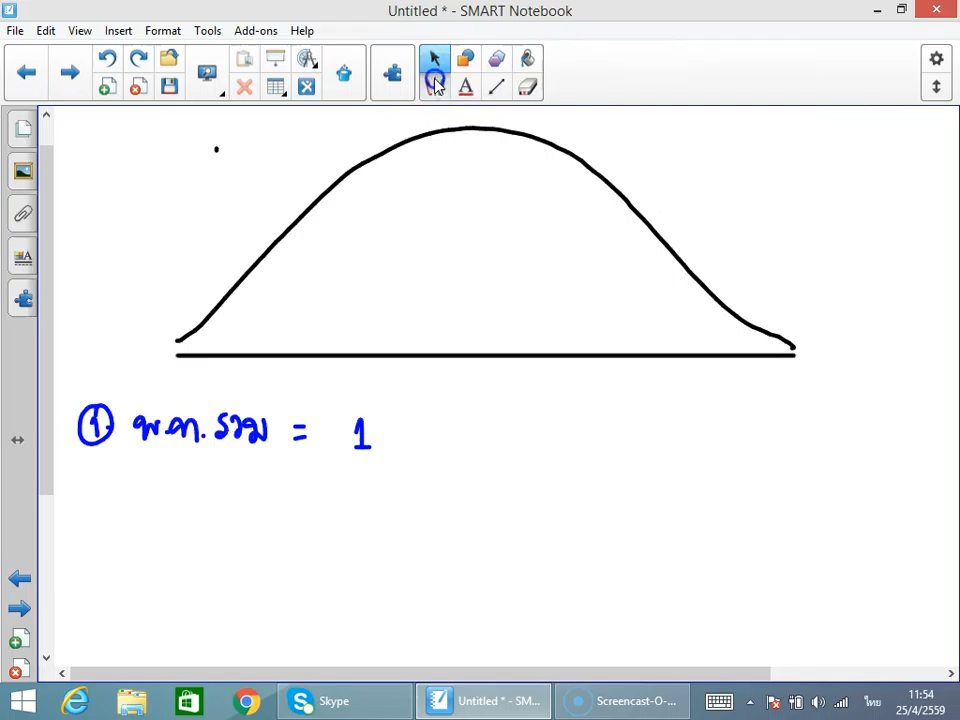 Untitled * - SMART Notebook
File Edit View Insert Format Tools Add-ons Help
① พ.ท. รวม = 1
Skype Untitled * - SM... Screencast-O-... ไทย 11:54
25/4/2559